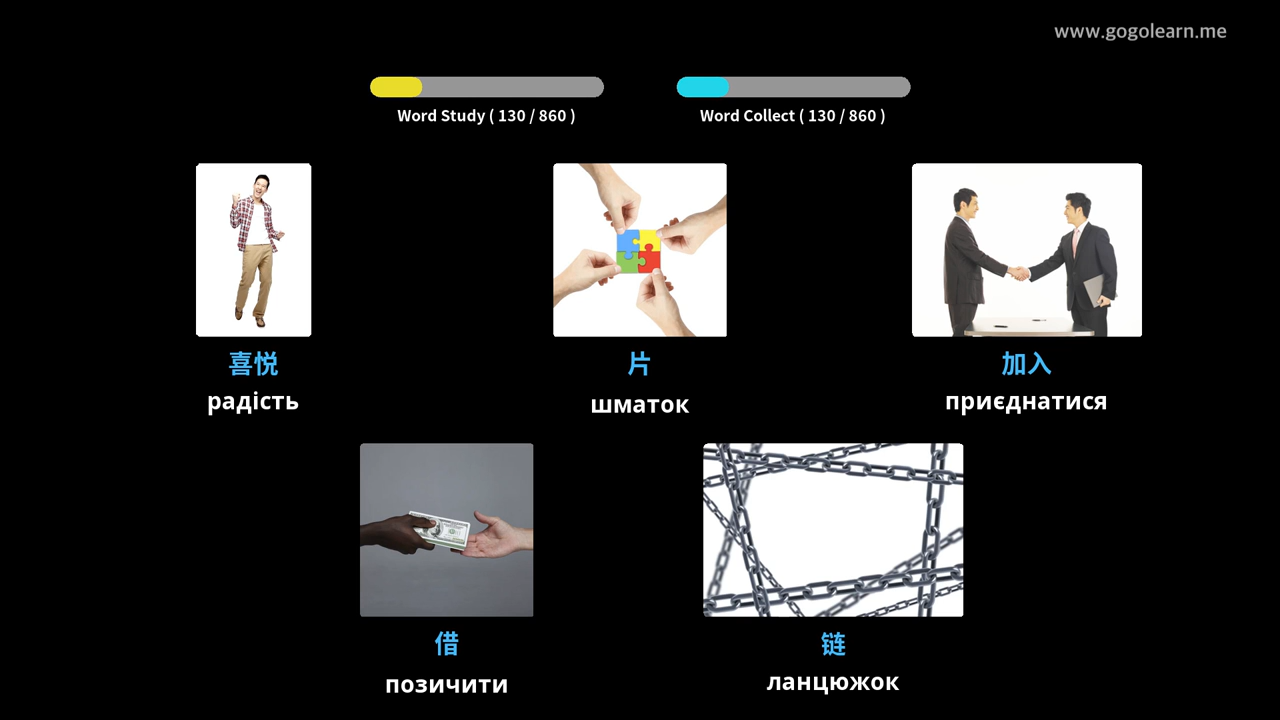 www.gogolearn.me
Word Study ( 130 / 860 )
Word Collect ( 130 / 860 )
喜悦
радість
片
шматок
加入
приєднатися
借
позичити
链
ланцюжок